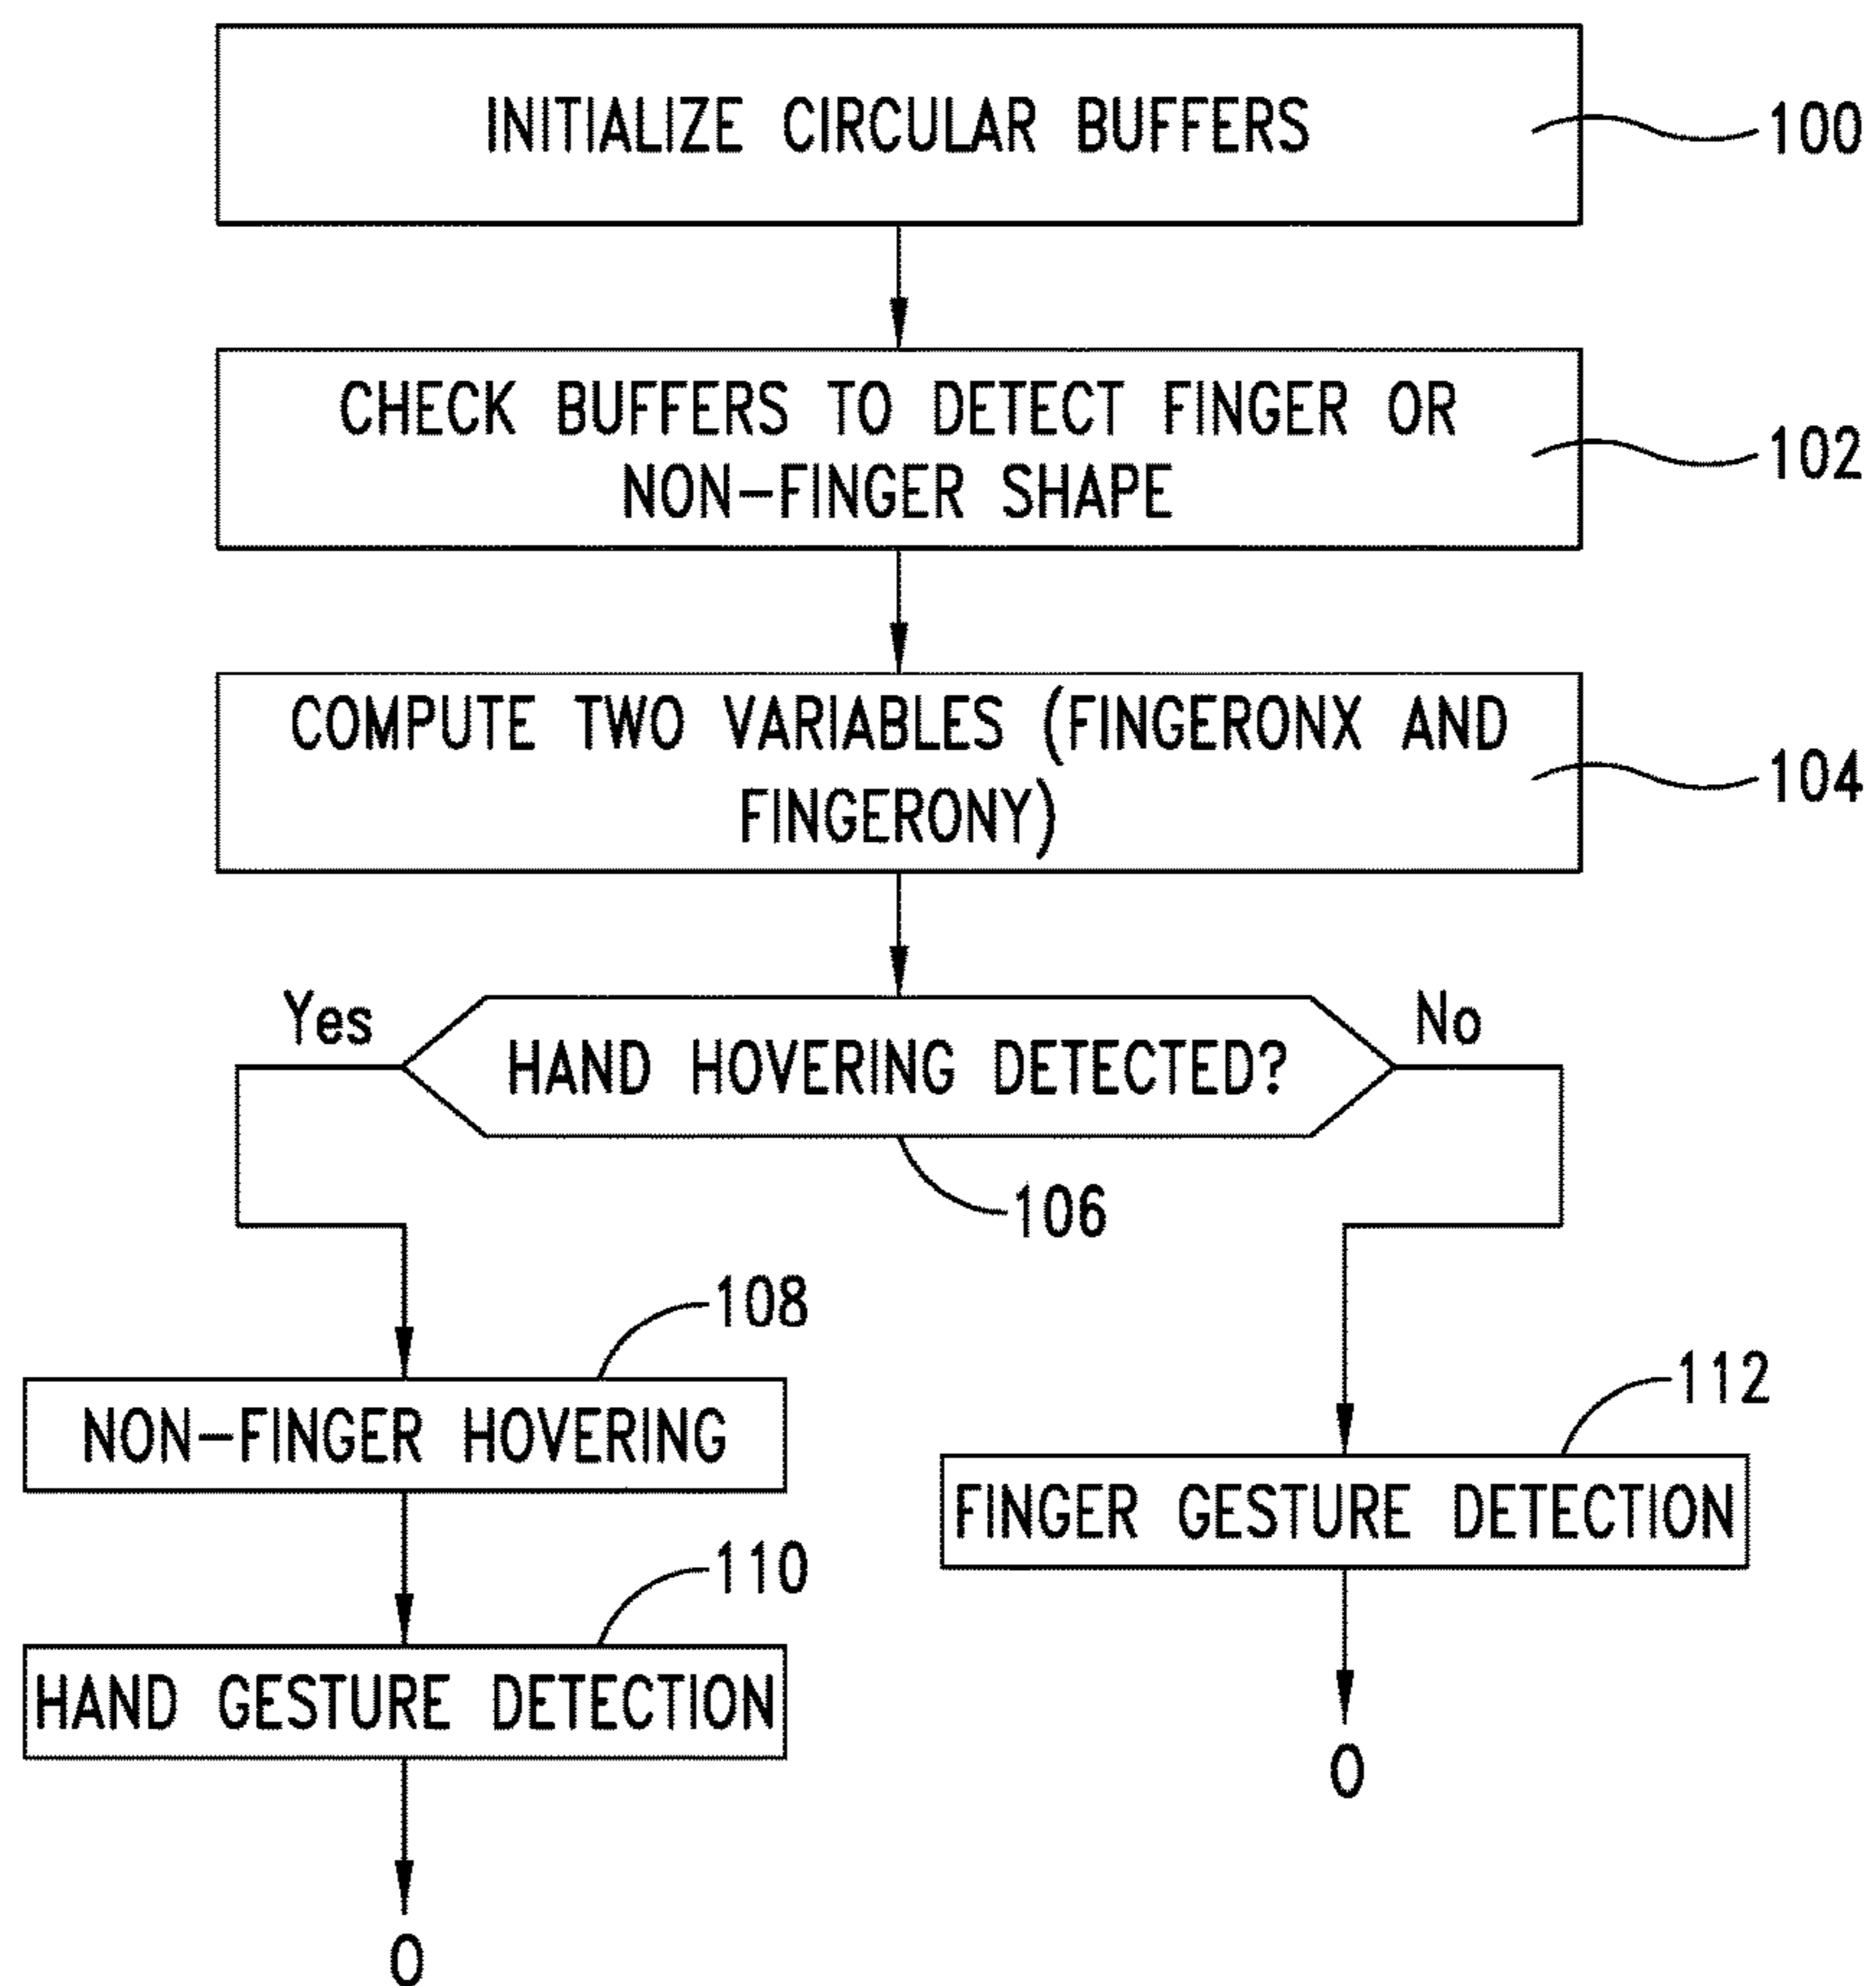 INITIALIZE CIRCULAR BUFFERS
100
CHECK BUFFERS TO DETECT FINGER OR
NON-FINGER SHAPE
102
COMPUTE TWO VARIABLES (FINGERONX AND
FINGERONY)
104
Yes
HAND HOVERING DETECTED?
No
106
108
NON-FINGER HOVERING
112
FINGER GESTURE DETECTION
110
HAND GESTURE DETECTION
O
O